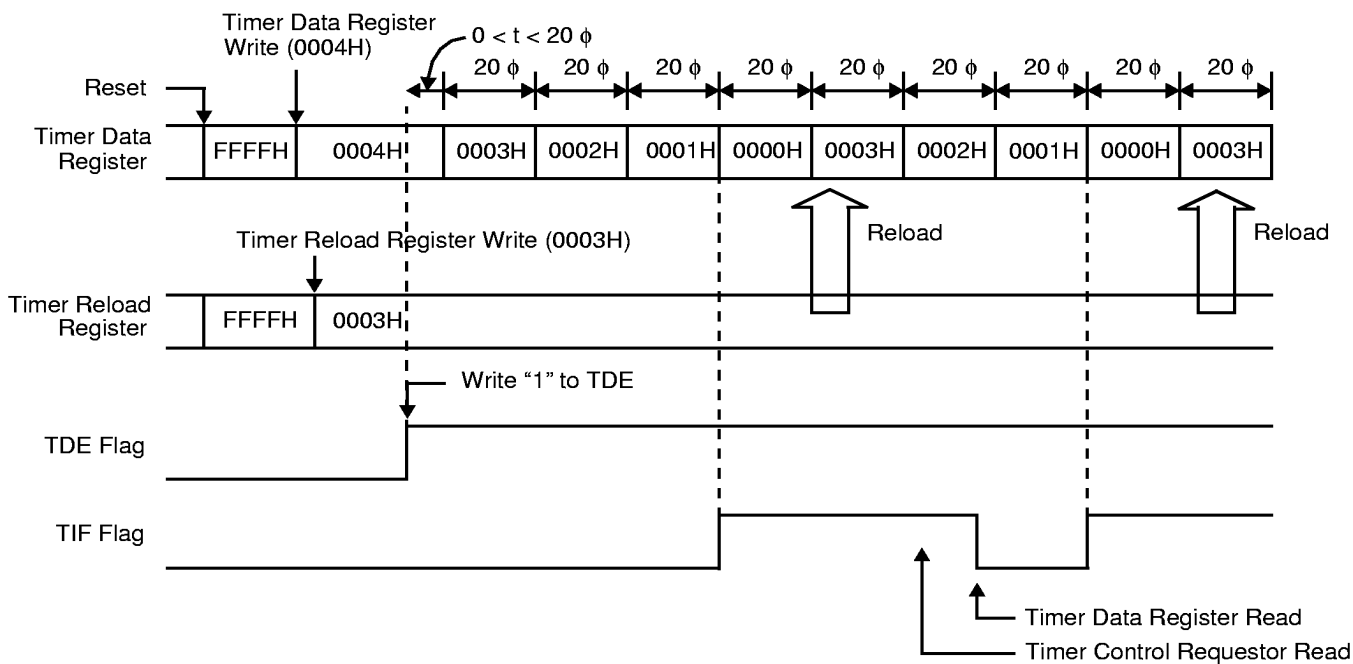 Timer Data Register
Write (0004H)
0 < t < 20 ϕ
20 ϕ 20 ϕ 20 ϕ 20 ϕ 20 ϕ 20 ϕ 20 ϕ 20 ϕ 20 ϕ
Reset
Timer Data
Register
FFFFH 0004H 0003H 0002H 0001H 0000H 0003H 0002H 0001H 0000H 0003H
Reload Reload
Timer Reload Register Write (0003H)
Timer Reload
Register
FFFFH 0003H
Write “1” to TDE
TDE Flag
TIF Flag
Timer Data Register Read
Timer Control Requestor Read